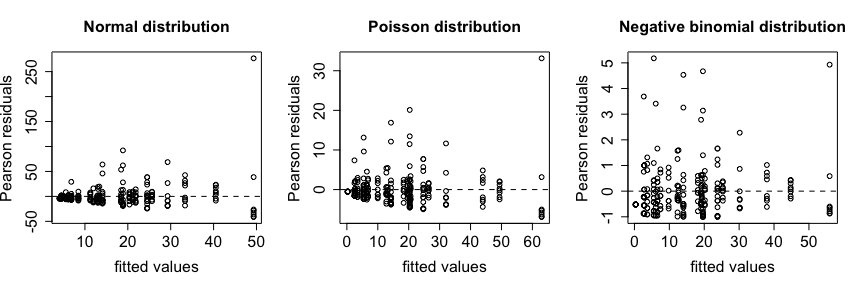 Normal distribution
Pearson residuals
250
150
50
-50
10 20 30 40 50
fitted values
Poisson distribution
Pearson residuals
30
20
10
0
0 10 20 30 40 50 60
fitted values
Negative binomial distribution
Pearson residuals
5
4
3
2
1
0
-1
0 10 20 30 40 50
fitted values